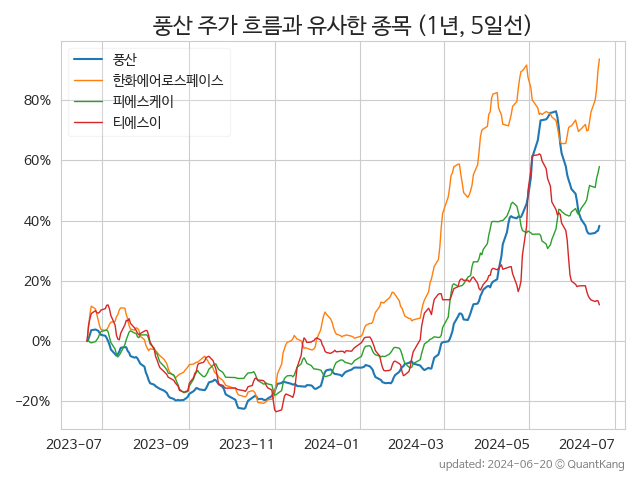 풍산 주가 흐름과 유사한 종목 (1년, 5일선)
풍산
한화에어로스페이스
피에스케이
티에스이
80%
60%
40%
20%
0%
−20%
2023-07 2023-09 2023-11 2024-01 2024-03 2024-05 2024-07
updated: 2024-06-20 © QuantKang